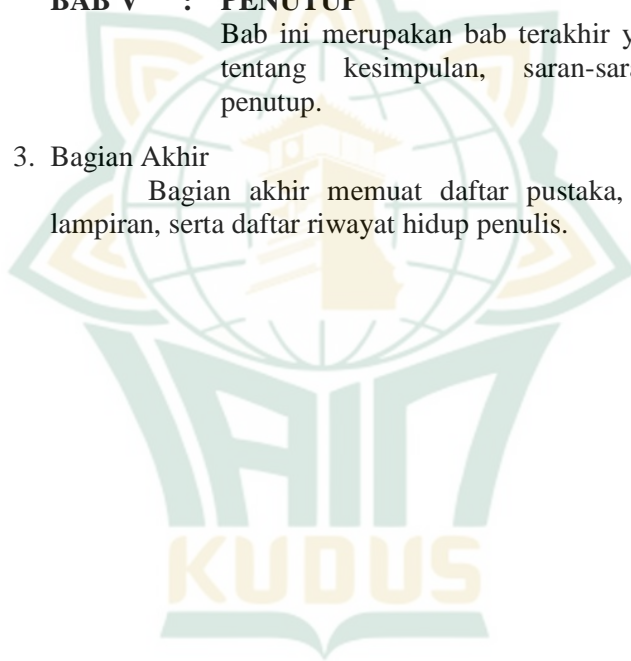 BAB V : PENUTUP
Bab ini merupakan bab terakhir
tentang kesimpulan,
penutup.
3. Bagian Akhir
Bagian akhir memuat daftar pustaka,
lampiran, serta daftar riwayat hidup penulis.
IAIN
KUDUS